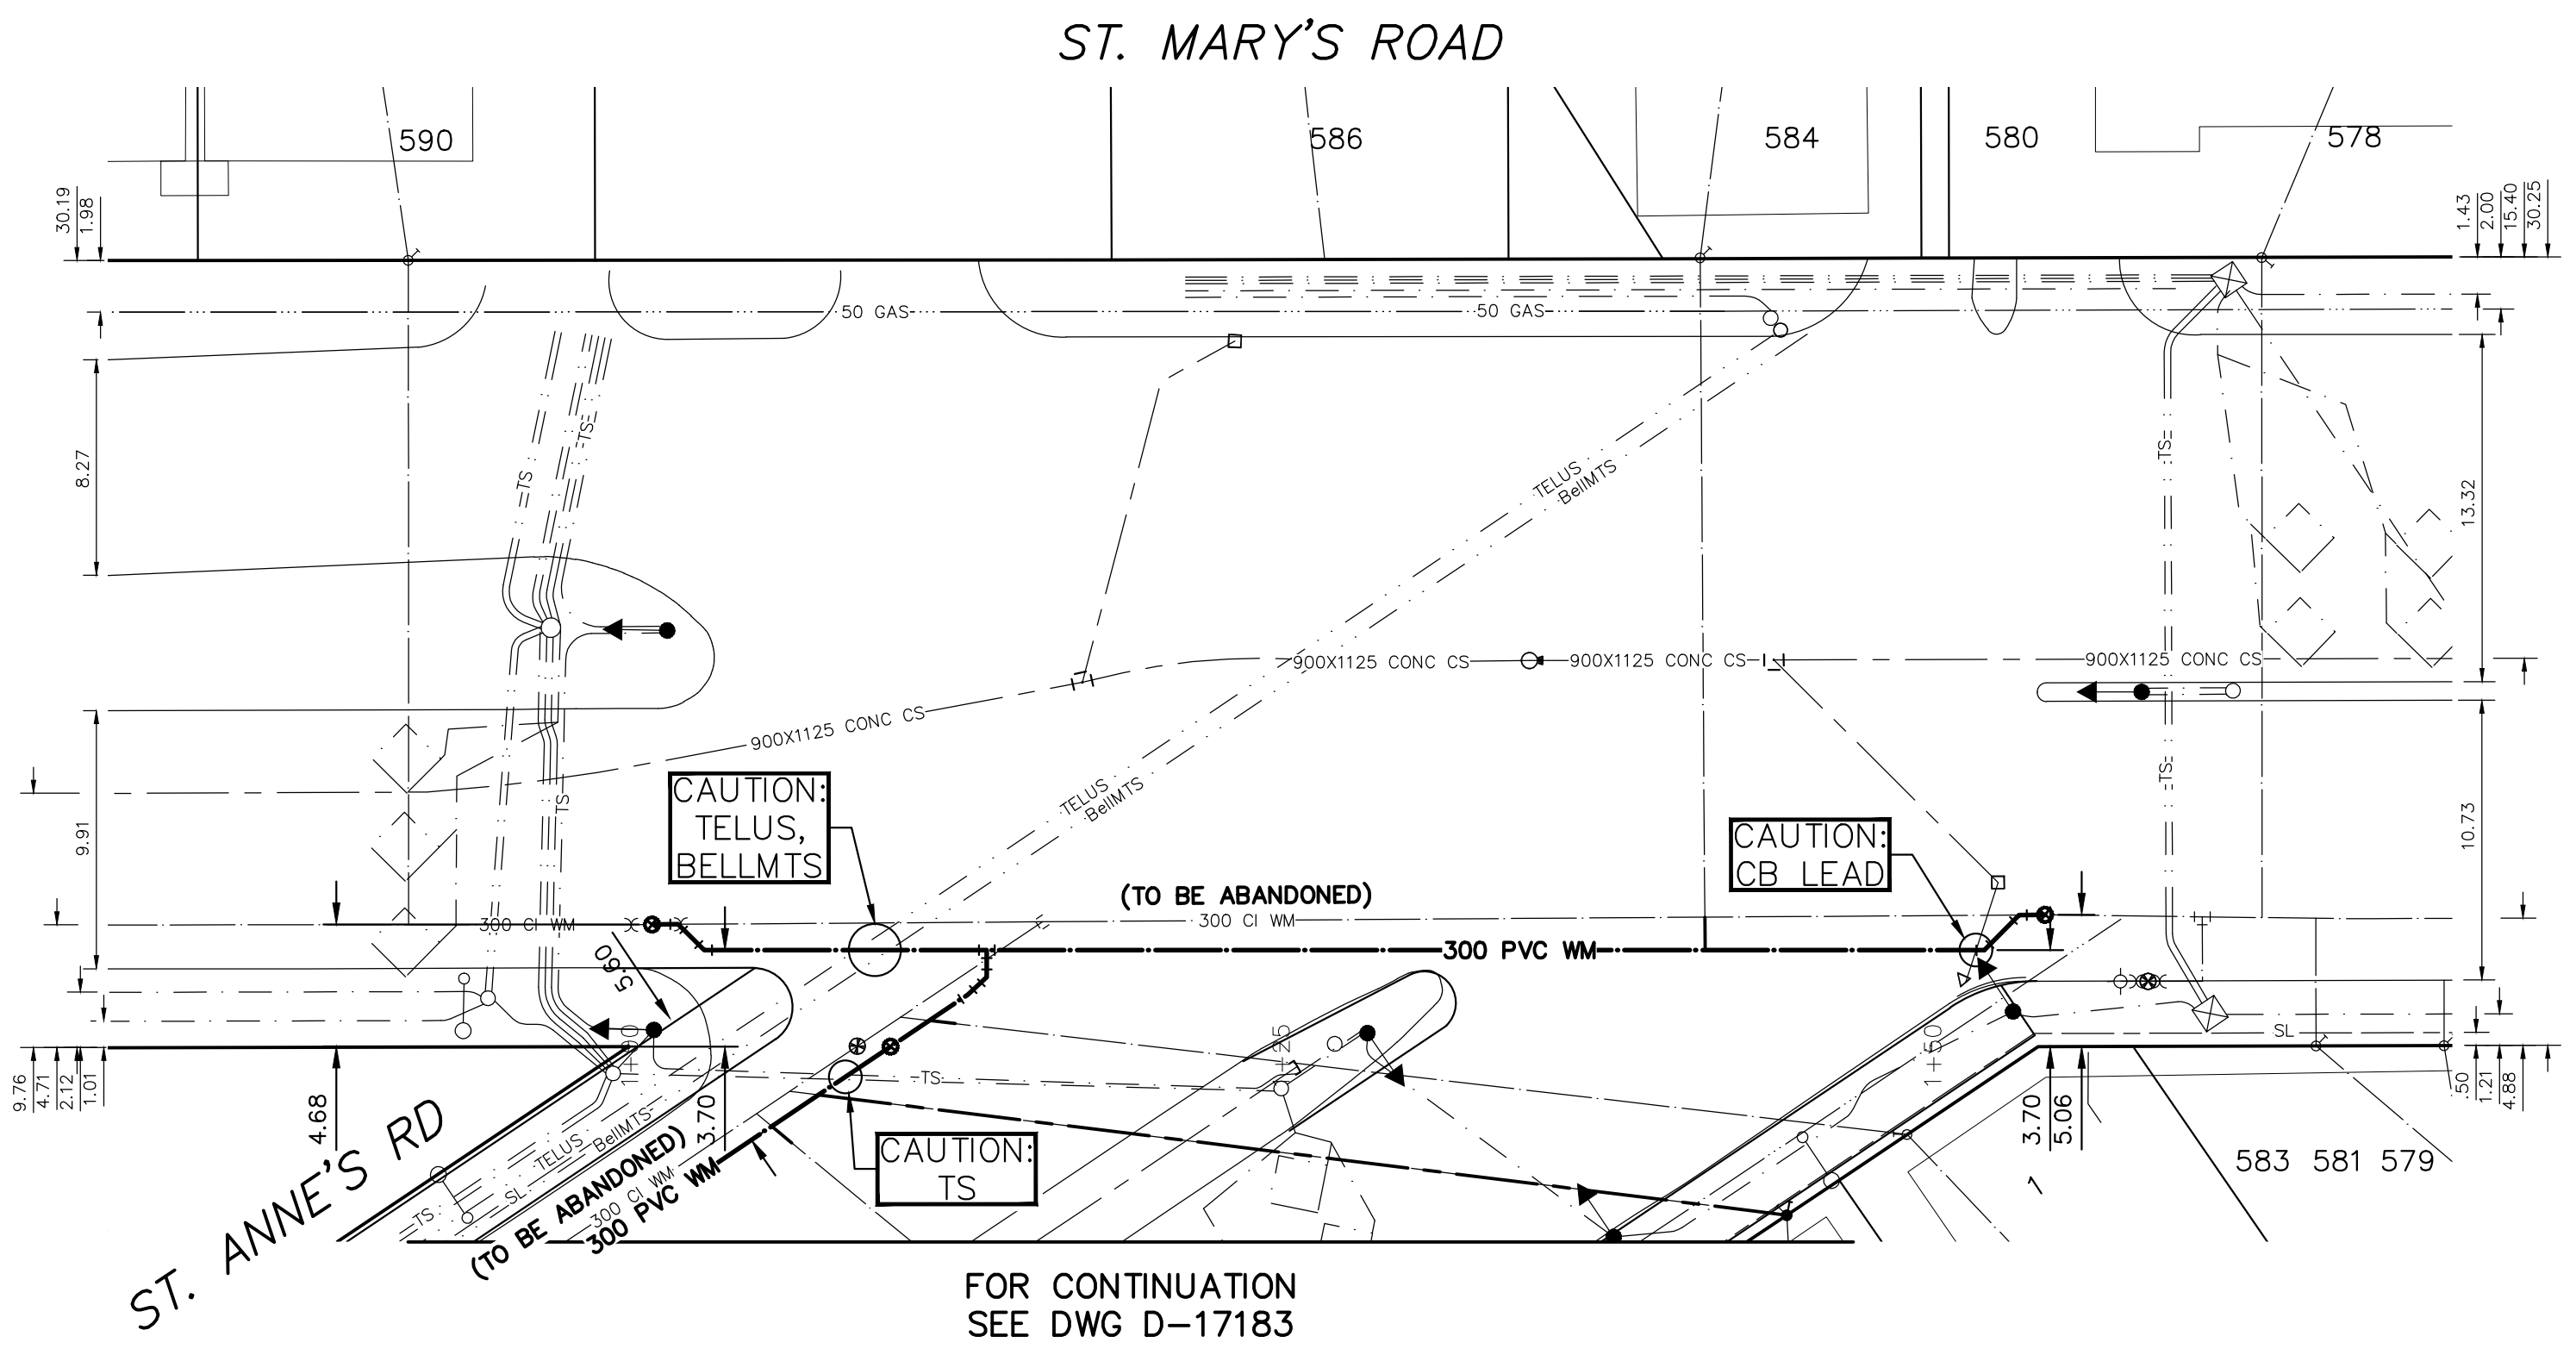 ST. MARY'S ROAD
590
586
584
580
578
30.19
1.98
1.43
2.00
15.40
30.25
50 GAS
50 GAS
TS
TS
TS
8.27
13.32
TELUS
BellMTS
900X1125 CONC CS
900X1125 CONC CS
900X1125 CONC CS
900X1125 CONC CS
TS
TS
9.91
10.73
CAUTION:
TELUS,
BELLMTS
TELUS
BellMTS
CAUTION:
CB LEAD
(TO BE ABANDONED)
300 CI WM
300 CI WM
300 PVC WM
5.60
1+25
1+50
SL
TS
9.76
4.71
2.12
1.01
4.68
3.70
3.70
5.06
.50
1.21
4.88
CAUTION:
TS
583
581
579
1
ST. ANNE'S RD
TELUS
BellMTS
SL
TS
(TO BE ABANDONED)
300 CI WM
300 PVC WM
FOR CONTINUATION
SEE DWG D-17183